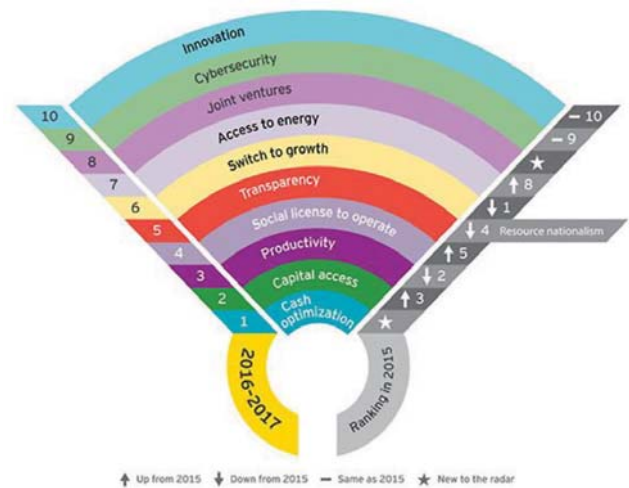 Innovation
Cybersecurity
Joint ventures
Access to energy
Switch to growth
Transparency
Social license to operate
Productivity
Capital access
Cash
optimization
10
9
8
7
6
5
4
3
2
1
10
9
8
1
4 Resource nationalism
5
2
3
2016-2017
Ranking in 2015
Up from 2015 Down from 2015 Same as 2015 New to the radar